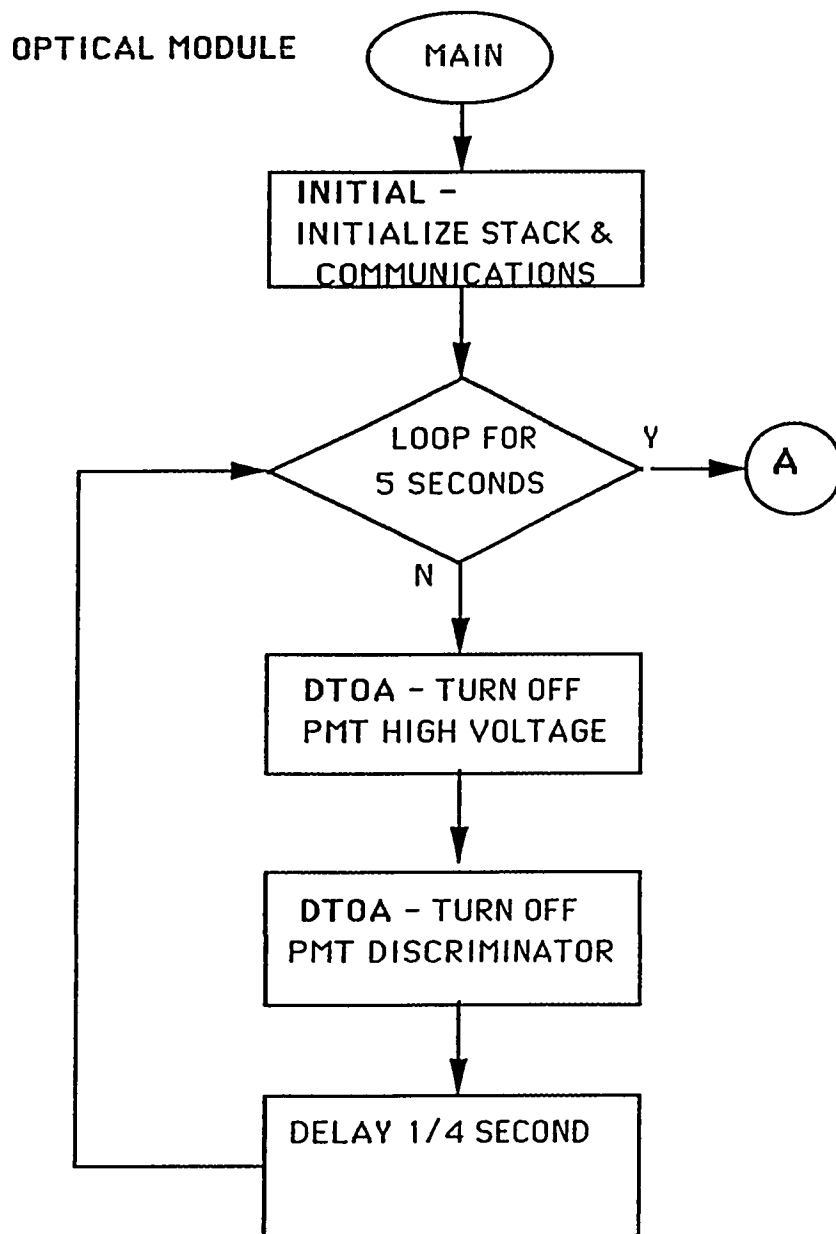 OPTICAL MODULE
MAIN
INITIAL -
INITIALIZE STACK &
COMMUNICATIONS
LOOP FOR
5 SECONDS
Y
A
N
DTOA - TURN OFF
PMT HIGH VOLTAGE
DTOA - TURN OFF
PMT DISCRIMINATOR
DELAY 1/4 SECOND